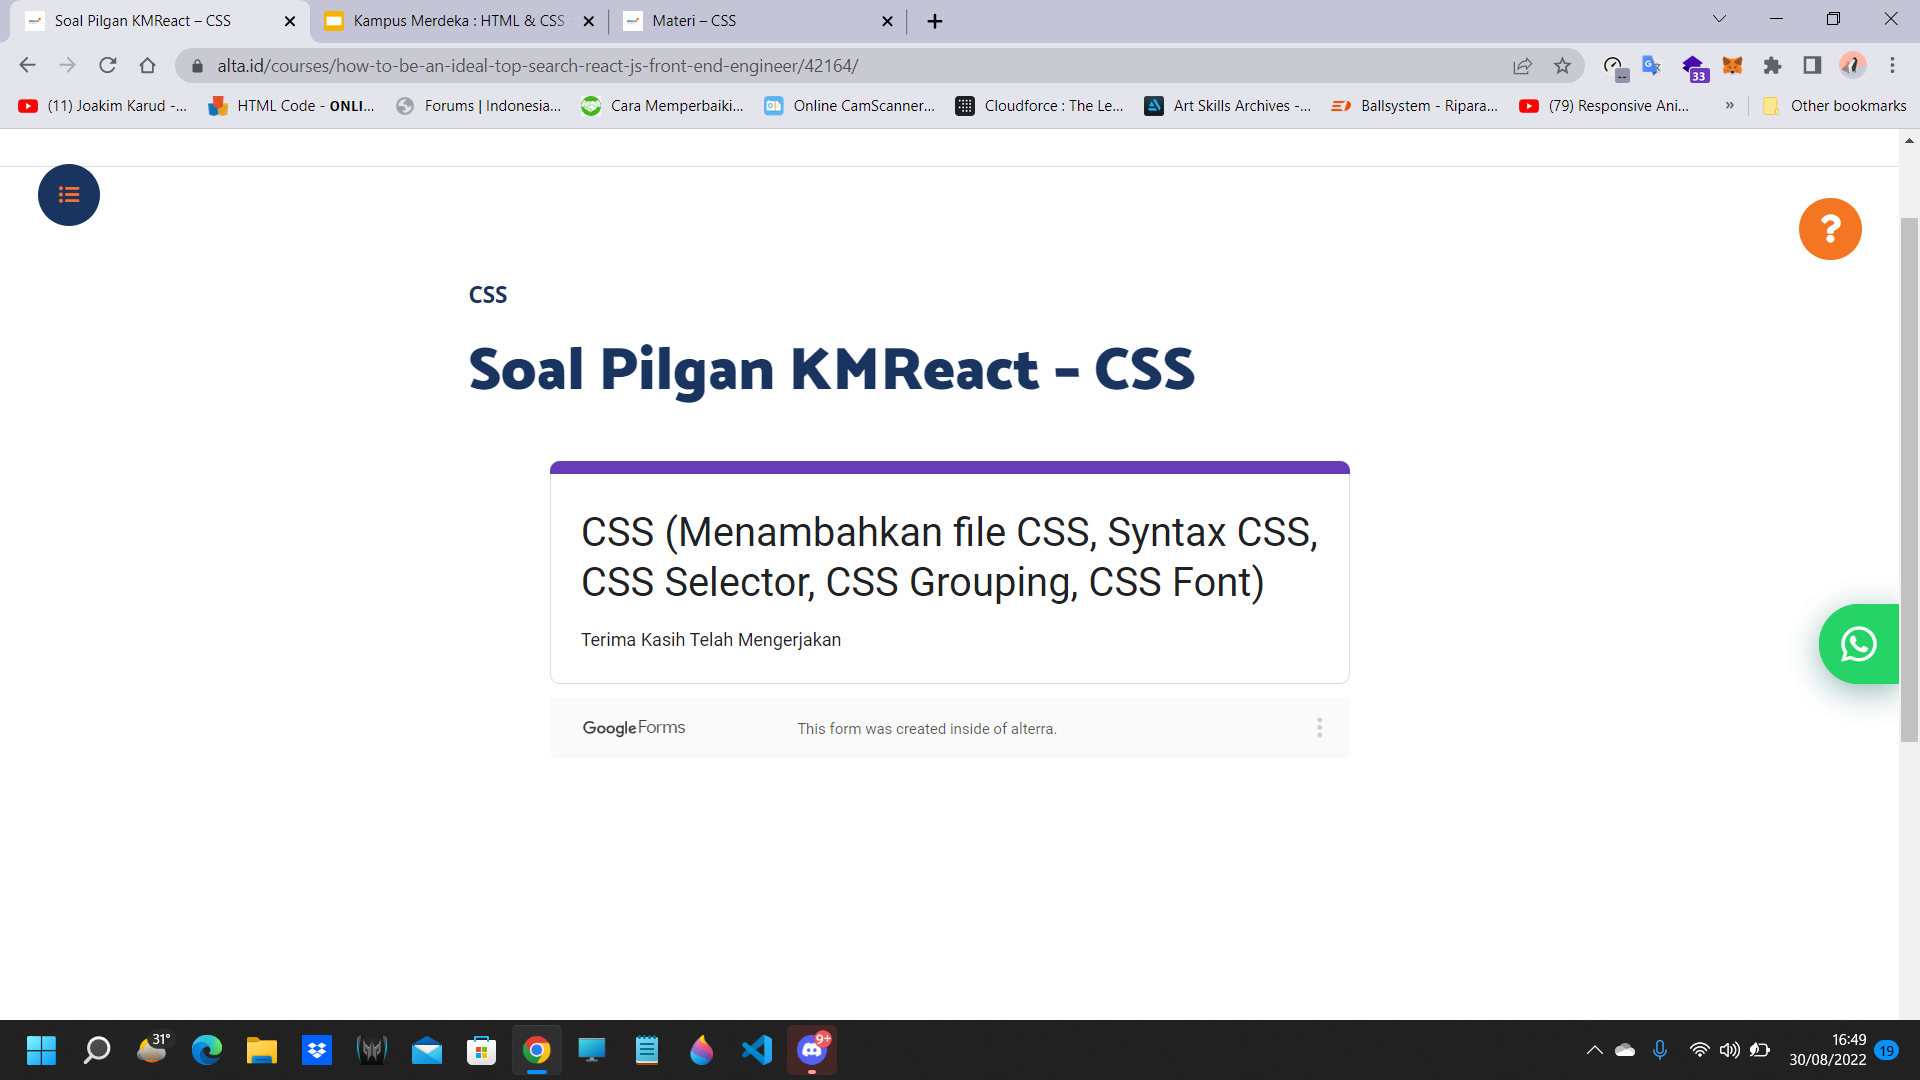 Soal Pilgan KMReact – CSS
Kampus Merdeka : HTML & CSS
Materi – CSS
alta.id/courses/how-to-be-an-ideal-top-search-react-js-front-end-engineer/42164/
33
(11) Joakim Karud -...
HTML Code - ONLI...
Forums | Indonesia...
Cara Memperbaiki...
Online CamScanner...
Cloudforce : The Le...
Art Skills Archives -...
Ballsystem - Ripara...
(79) Responsive Ani...
»
Other bookmarks
?
CSS
Soal Pilgan KMReact – CSS
CSS (Menambahkan file CSS, Syntax CSS,
CSS Selector, CSS Grouping, CSS Font)
Terima Kasih Telah Mengerjakan
Google Forms
This form was created inside of alterra.
31°
9+
16:49
30/08/2022
19